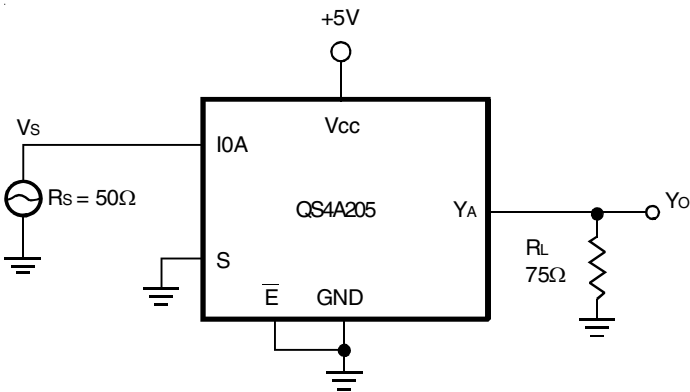 +5V
Vcc
VS
I0A
RS = 50Ω
QS4A205
YA
YO
RL
75Ω
S
E GND